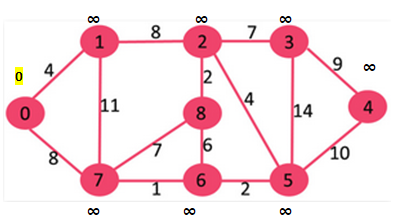 ∞ ∞ ∞
8 7
1 2 3
0 4 2 9 ∞
0 11 8 4 14 4
8 7 6 10
7 1 6 2 5
∞ ∞ ∞